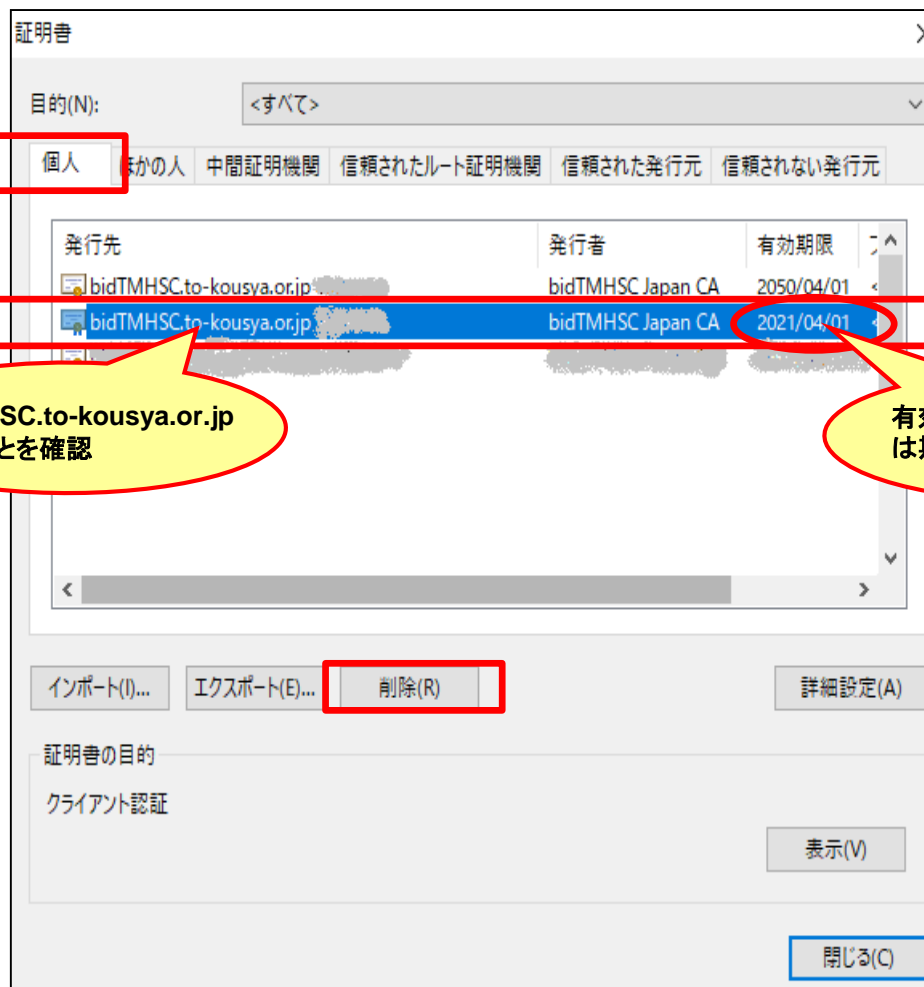 証明書
目的(N): <すべて>
個人 ほかの人 中間証明機関 信頼されたルート証明機関 信頼された発行元 信頼されない発行元
発行先 発行者 有効期限
bidTMHSC.to-kousya.or.jp bidTMHSC Japan CA 2050/04/01
bidTMHSC.to-kousya.or.jp bidTMHSC Japan CA 2021/04/01
SC.to-kousya.or.jp
とを確認
有効
は
インポート(I)... エクスポート(E)... 削除(R) 詳細設定(A)
証明書の目的
クライアント認証
表示(V)
閉じる(C)